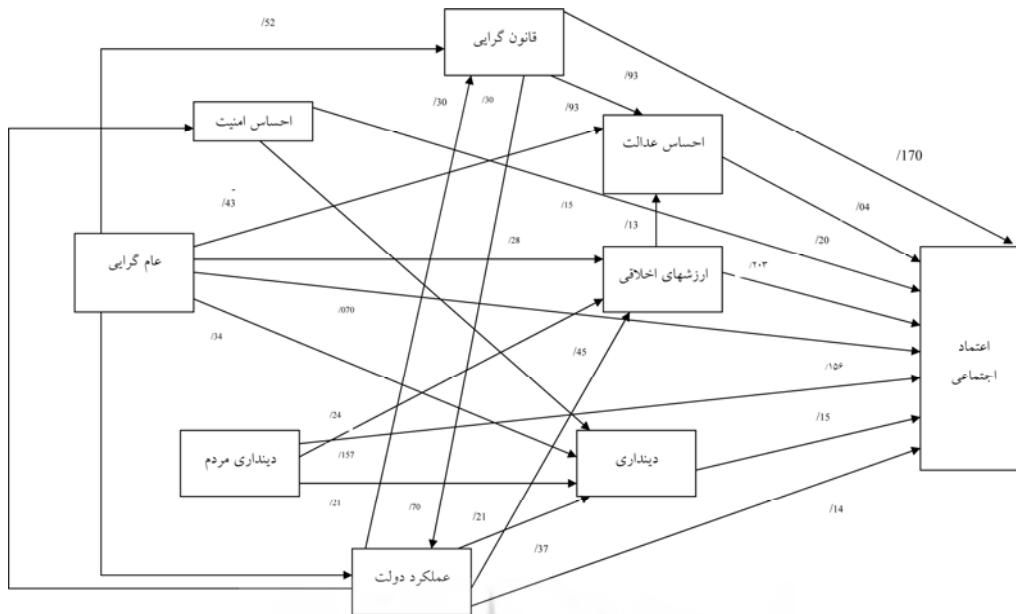 /52
قانون گرایی
/93
/30
/30
/93
احساس امنیت
احساس عدالت
/170
-
/43
/15
/13
/04
/28
/20
عام گرایی
ارزشهای اخلاقی
/۲۰۳
/070
/34
/45
اعتماد
اجتماعی
/۱۵۶
/24
/15
دینداری مردم
/157
دینداری
/21
/70
/21
/14
/37
عملکرد دولت